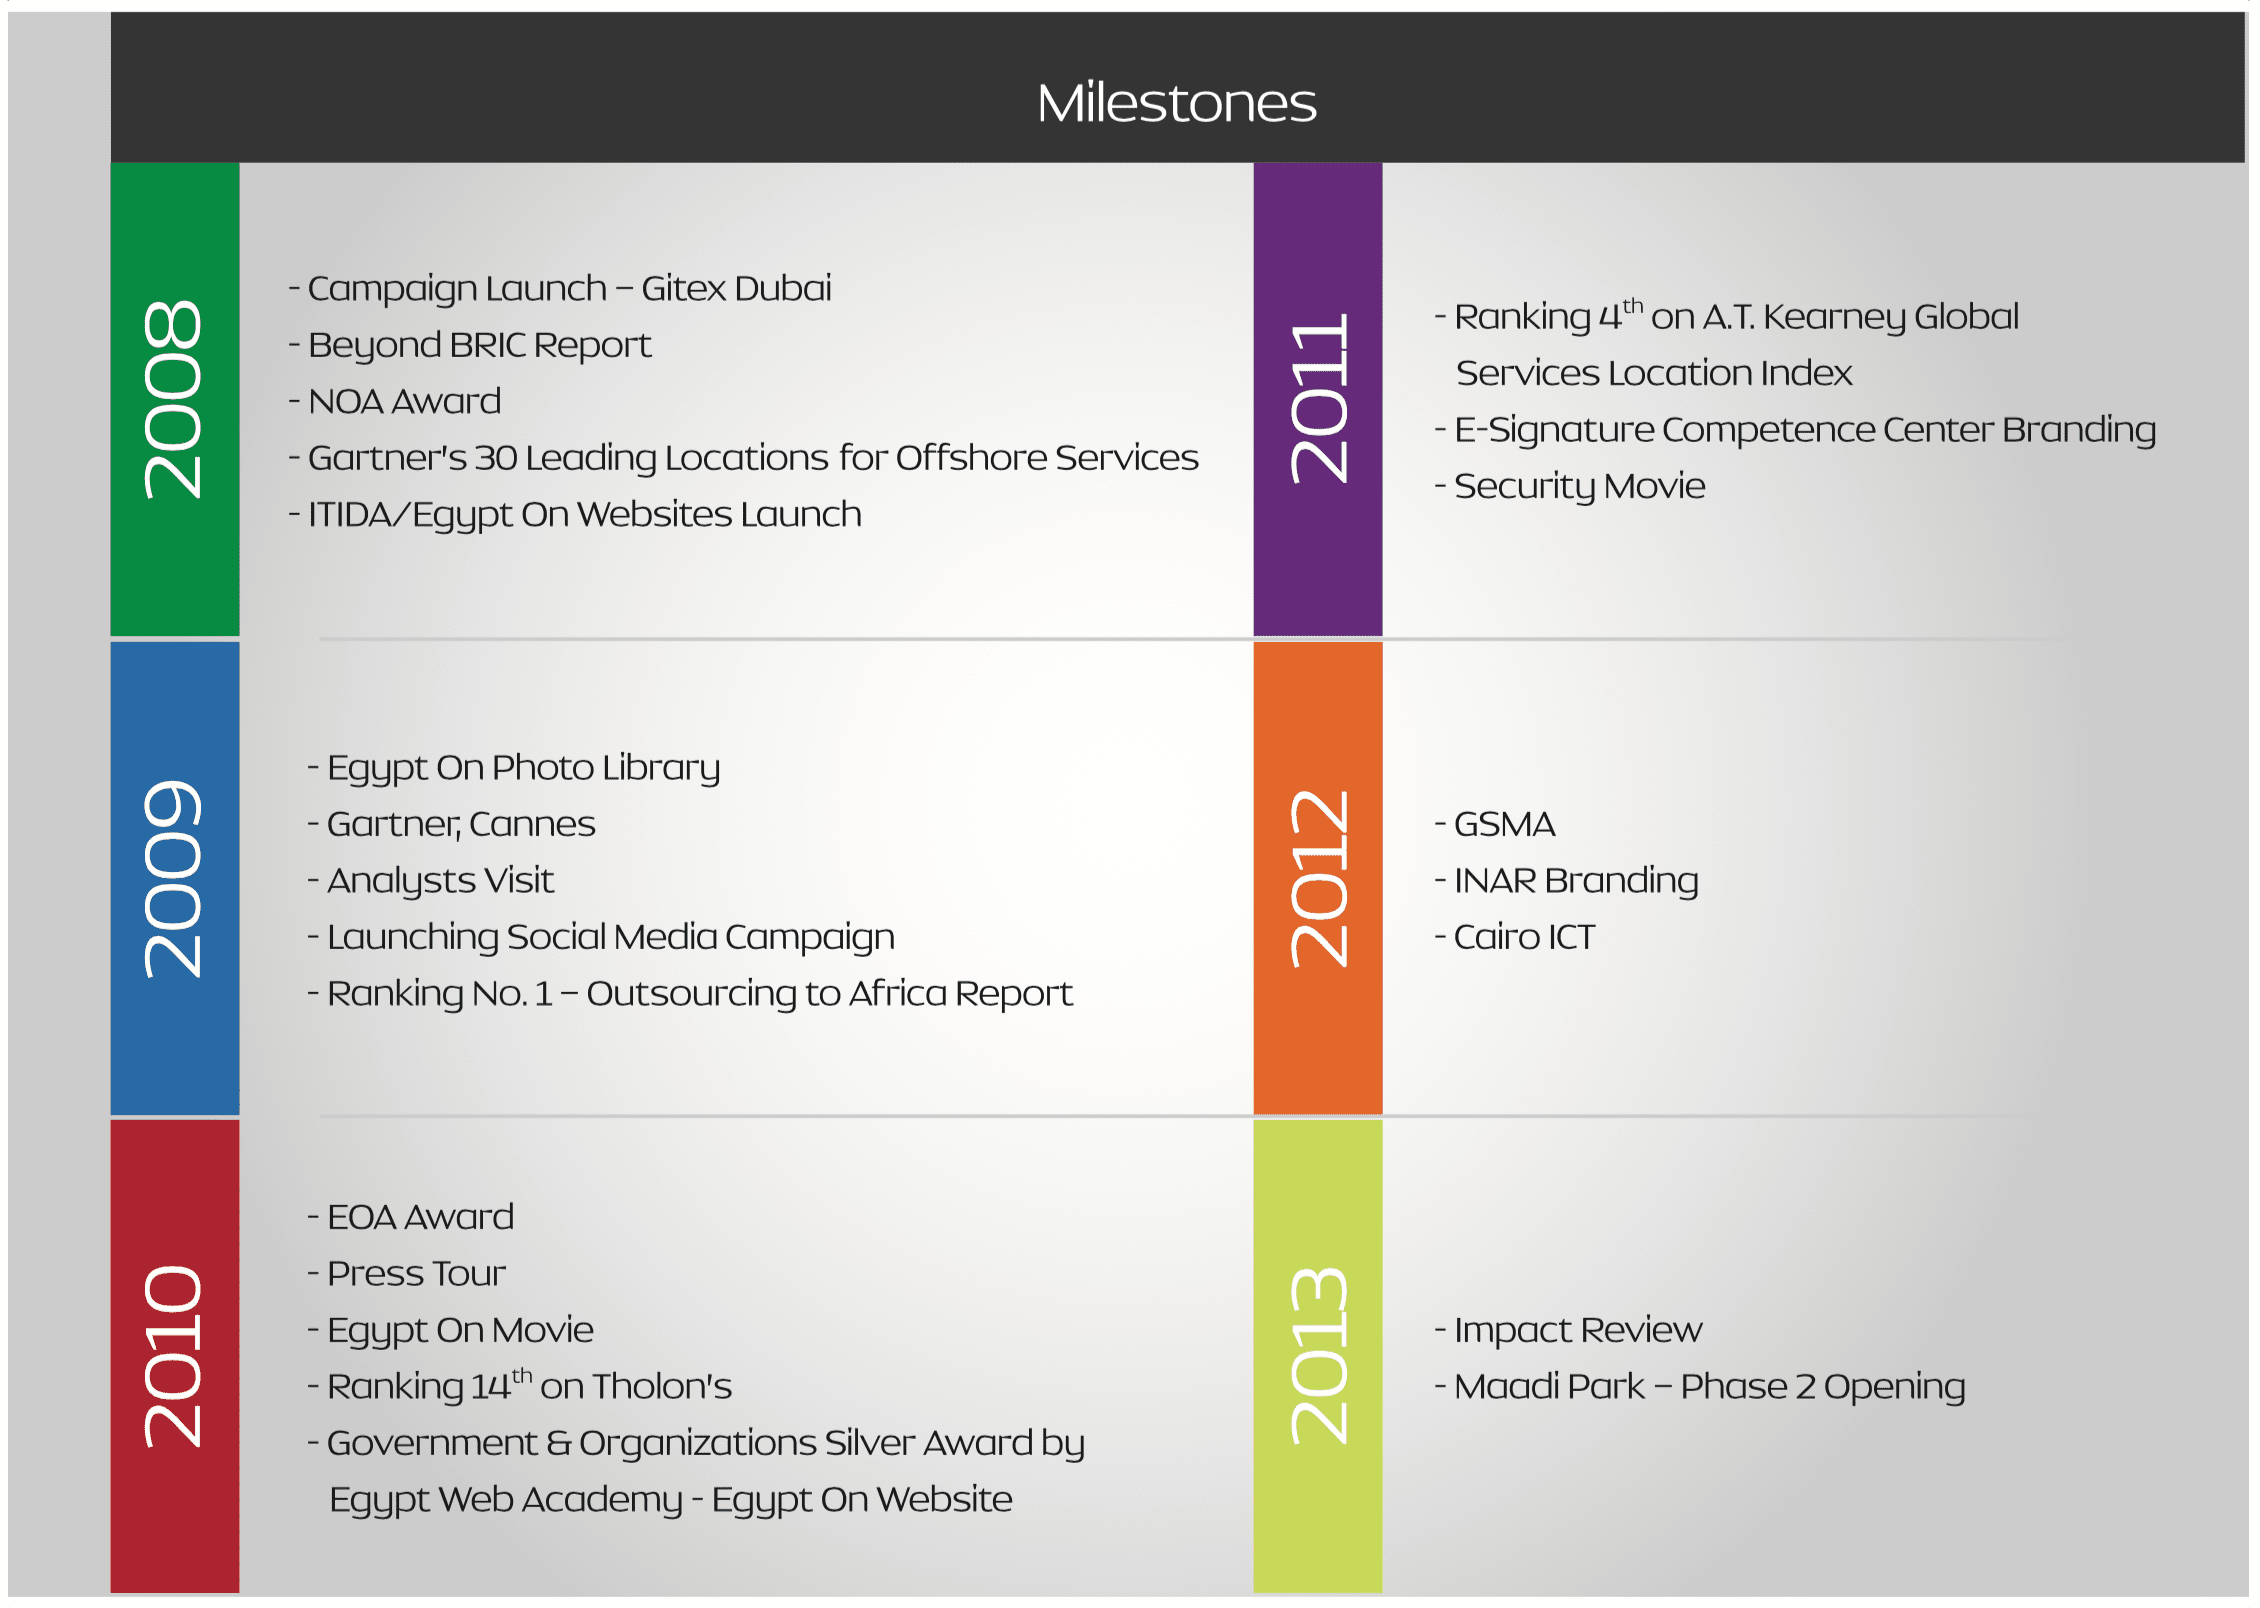 Milestones
2008
- Campaign Launch – Gitex Dubai
- Beyond BRIC Report
- NOA Award
- Gartner's 30 Leading Locations for Offshore Services
- ITIDA/Egypt On Websites Launch
2009
- Egypt On Photo Library
- Gartner, Cannes
- Analysts Visit
- Launching Social Media Campaign
- Ranking No. 1 – Outsourcing to Africa Report
2010
- EOA Award
- Press Tour
- Egypt On Movie
- Ranking 14th on Tholon's
- Government & Organizations Silver Award by
Egypt Web Academy - Egypt On Website
2011
- Ranking 4th on A.T. Kearney Global
Services Location Index
- E-Signature Competence Center Branding
- Security Movie
2012
- GSMA
- INAR Branding
- Cairo ICT
2013
- Impact Review
- Maadi Park – Phase 2 Opening